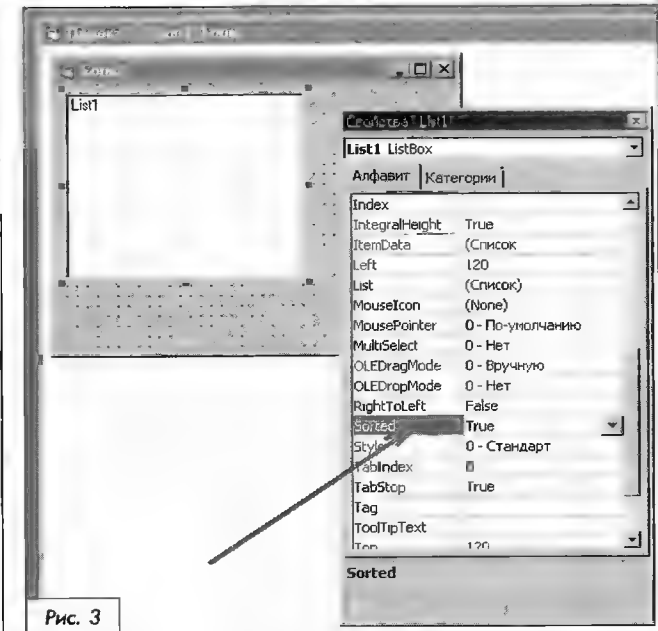 List1
Свойства List1
List1 ListBox
Алфавит Категории
Index
IntegralHeight True
ItemData (Список
Left 120
List (Список)
MouseIcon (None)
MousePointer 0 - По-умолчанию
MultiSelect 0 - Нет
OLEDragMode 0 - Вручную
OLEDropMode 0 - Нет
RightToLeft False
Sorted True
Style 0 - Стандарт
TabIndex
TabStop True
Tag
ToolTipText
Top 120
Sorted
Рис. 3